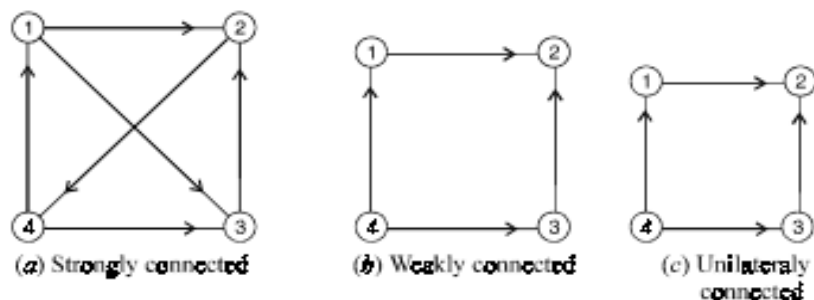 1 2
4 3
(a) Strongly connected
1 2
4 3
(b) Weakly connected
1 2
4 3
(c) Unilateraly
connected